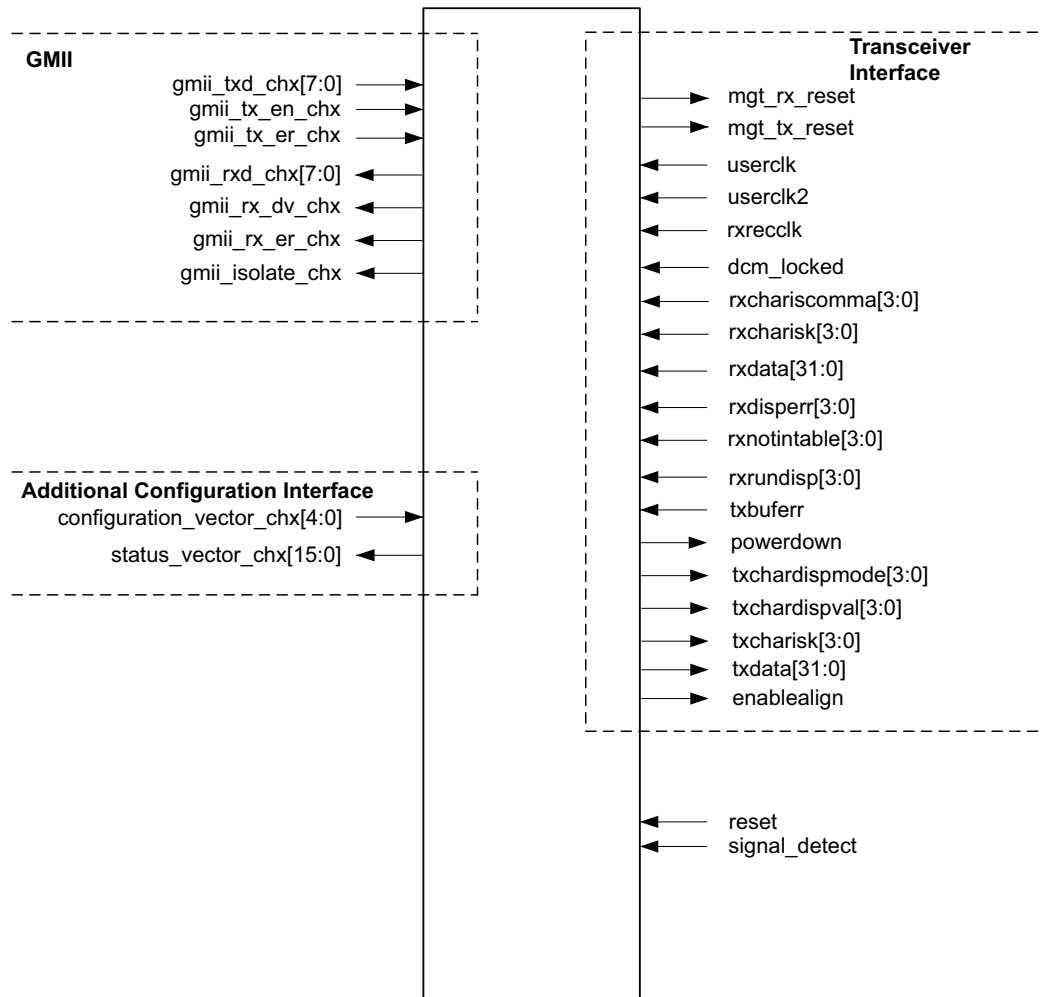 GMII
gmii_txd_chx[7:0]
gmii_tx_en_chx
gmii_tx_er_chx
gmii_rxd_chx[7:0]
gmii_rx_dv_chx
gmii_rx_er_chx
gmii_isolate_chx
Additional Configuration Interface
configuration_vector_chx[4:0]
status_vector_chx[15:0]
Transceiver
Interface
mgt_rx_reset
mgt_tx_reset
userclk
userclk2
rxrecclk
dcm_locked
rxchariscomma[3:0]
rxcharisk[3:0]
rxdata[31:0]
rxdisperr[3:0]
rxnotintable[3:0]
rxrundisp[3:0]
txbuferr
powerdown
txchardispmode[3:0]
txchardispval[3:0]
txcharisk[3:0]
txdata[31:0]
enablealign
reset
signal_detect